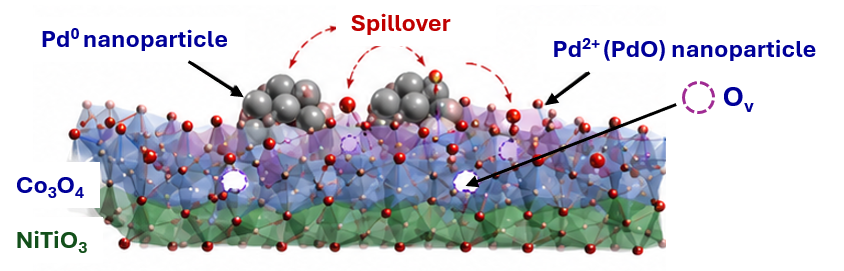 Spillover
Pd⁰ nanoparticle
Pd²⁺ (PdO) nanoparticle
Oᵥ
Co₃O₄
NiTiO₃